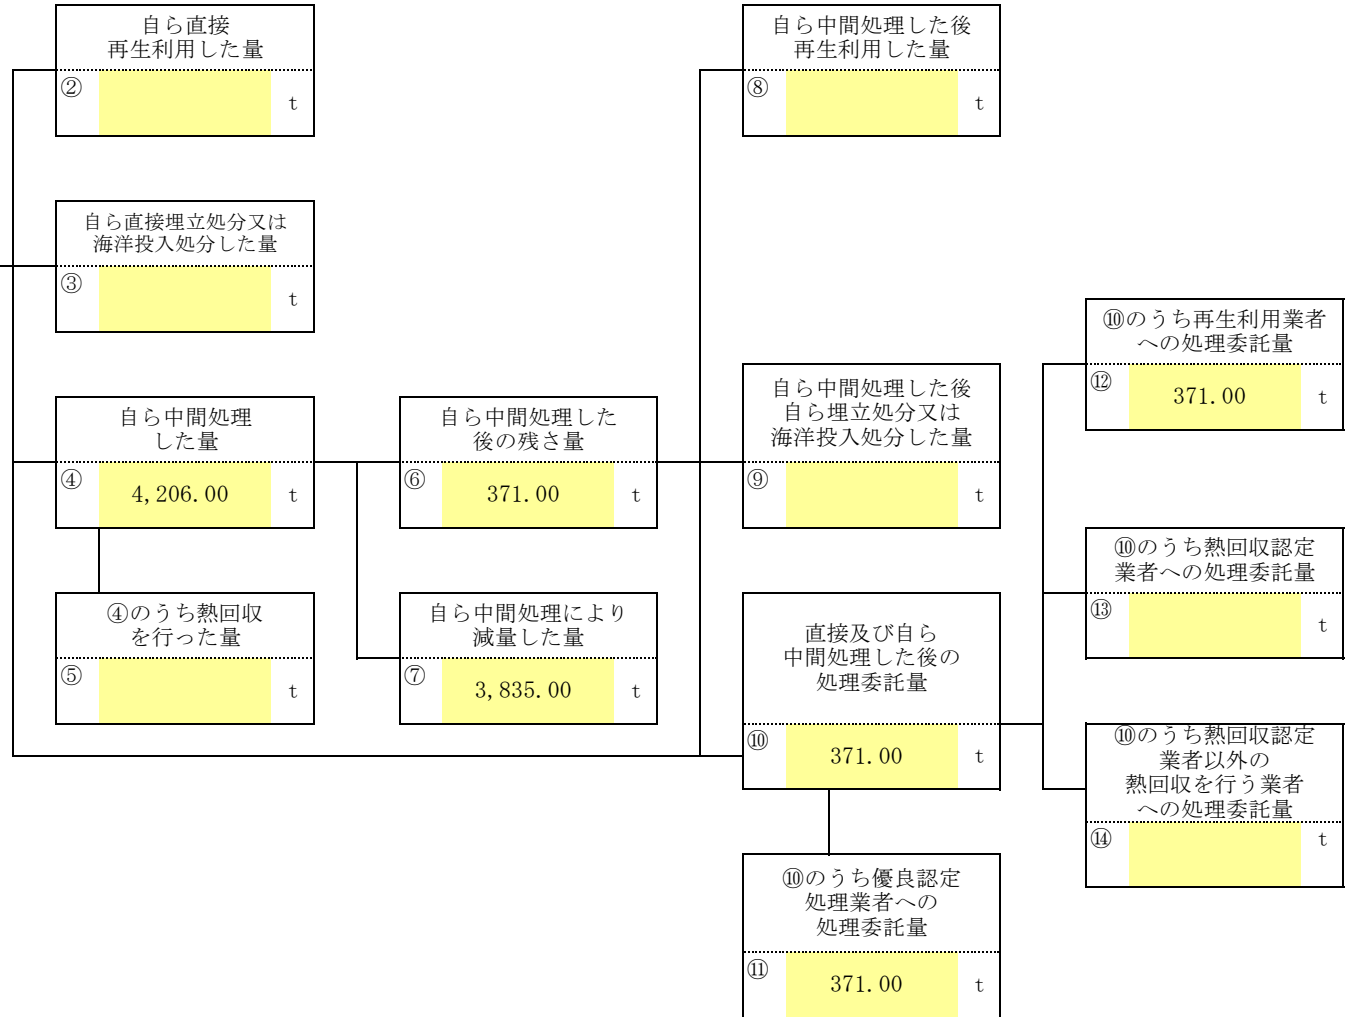 自ら直接
再生利用した量
②
t
自ら直接埋立処分又は
海洋投入処分した量
③
t
自ら中間処理
した量
④
4,206.00
t
④のうち熱回収
を行った量
⑤
t
自ら中間処理した
後の残さ量
⑥
371.00
t
自ら中間処理により
減量した量
⑦
3,835.00
t
自ら中間処理した後
再生利用した量
⑧
t
自ら中間処理した後
自ら埋立処分又は
海洋投入処分した量
⑨
t
直接及び自ら
中間処理した後の
処理委託量
⑩
371.00
t
⑩のうち優良認定
処理業者への
処理委託量
⑪
371.00
t
⑩のうち再生利用業者
への処理委託量
⑫
371.00
t
⑩のうち熱回収認定
業者への処理委託量
⑬
t
⑩のうち熱回収認定
業者以外の
熱回収を行う業者
への処理委託量
⑭
t